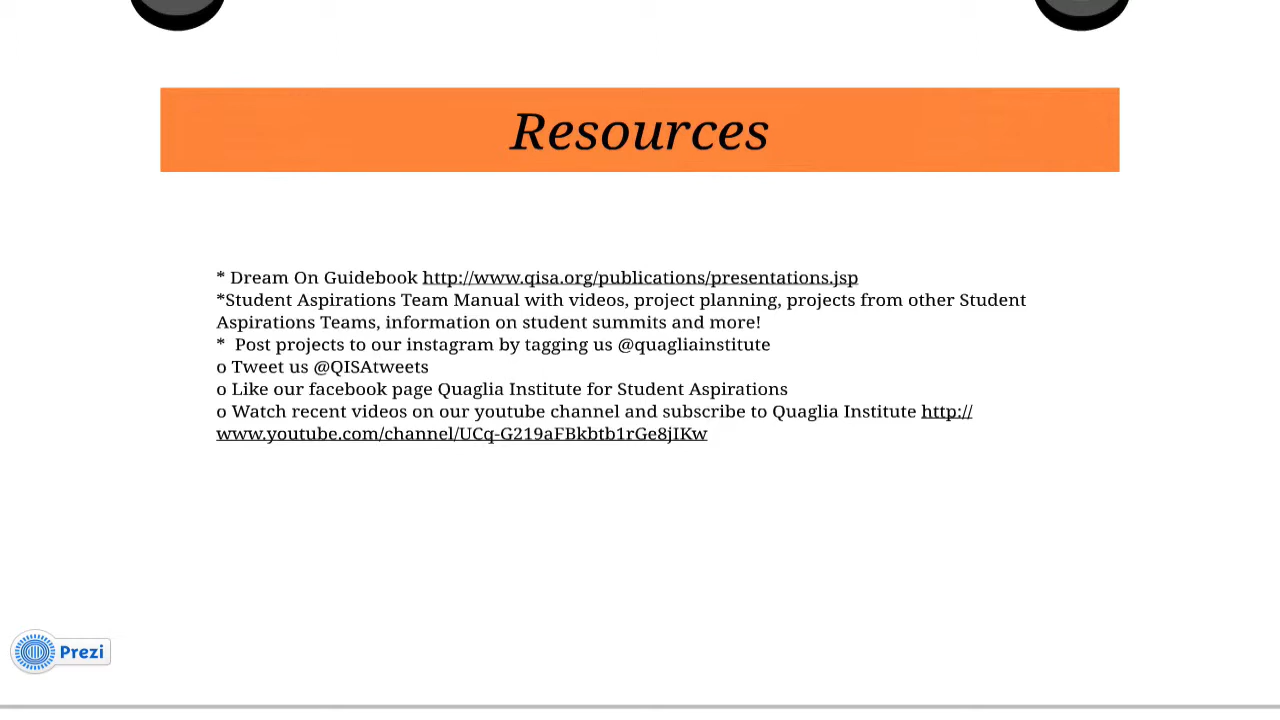 Resources
* Dream On Guidebook http://www.qisa.org/publications/presentations.jsp
*Student Aspirations Team Manual with videos, project planning, projects from other Student
Aspirations Teams, information on student summits and more!
*  Post projects to our instagram by tagging us @quagliainstitute
o Tweet us @QISAtweets
o Like our facebook page Quaglia Institute for Student Aspirations
o Watch recent videos on our youtube channel and subscribe to Quaglia Institute http://
www.youtube.com/channel/UCq-G219aFBkbtb1rGe8jIKw
Prezi